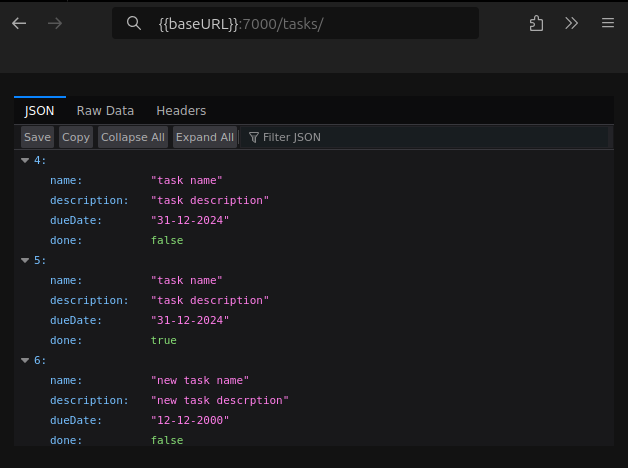 {{baseURL}}:7000/tasks/
JSON Raw Data Headers
Save Copy Collapse All Expand All Filter JSON
4:
name: "task name"
description: "task description"
dueDate: "31-12-2024"
done: false
5:
name: "task name"
description: "task description"
dueDate: "31-12-2024"
done: true
6:
name: "new task name"
description: "new task descrption"
dueDate: "12-12-2000"
done: false